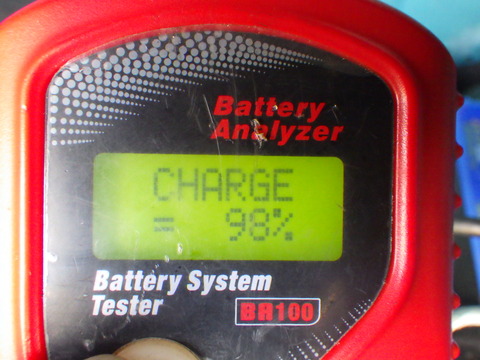 Battery
Analyzer
CHARGE
= 98%
Battery System
Tester
BA100